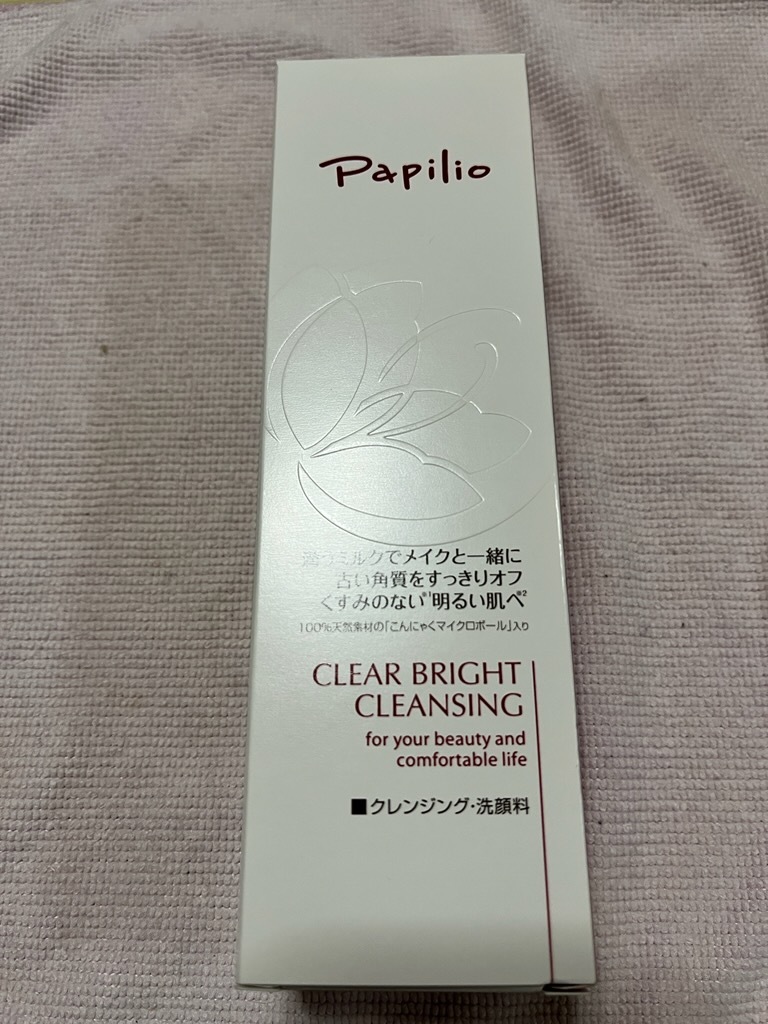 Papilio
潤うミルクでメイクと一緒に
古い角質をすっきりオフ
くすみのない※1明るい肌へ※2
100%天然素材の「こんにゃくマイクロボール」入り
CLEAR BRIGHT
CLEANSING
for your beauty and
comfortable life
■クレンジング・洗顔料